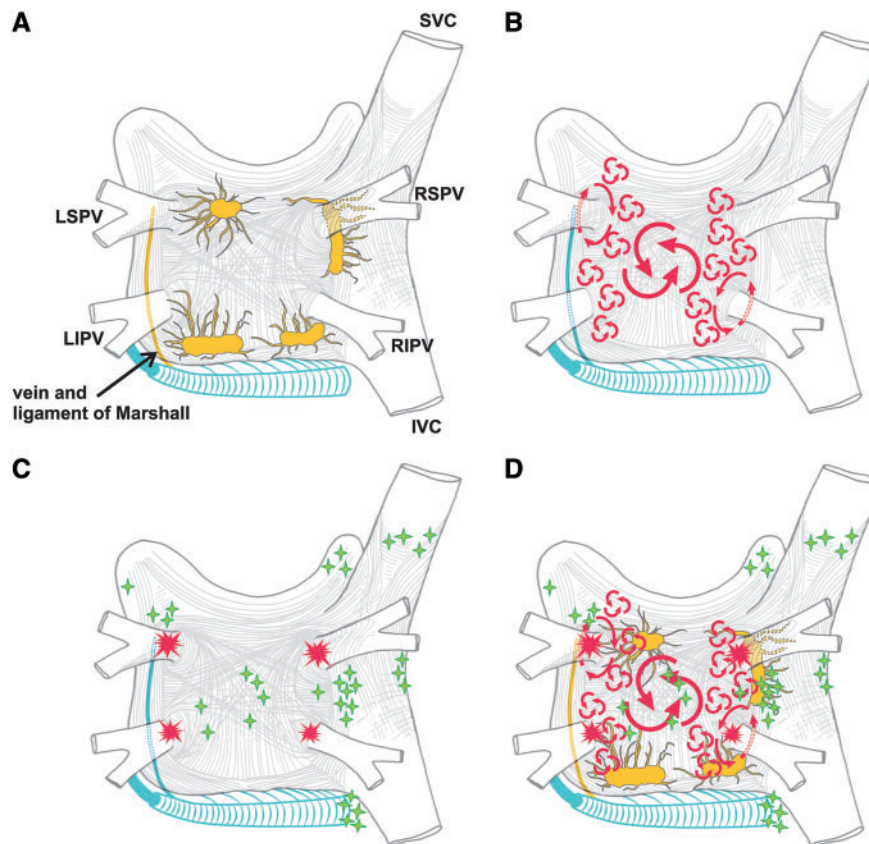 A
SVC
B
LSPV
RSPV
LIPV
RIPV
vein and
ligament of Marshall
IVC
C
D